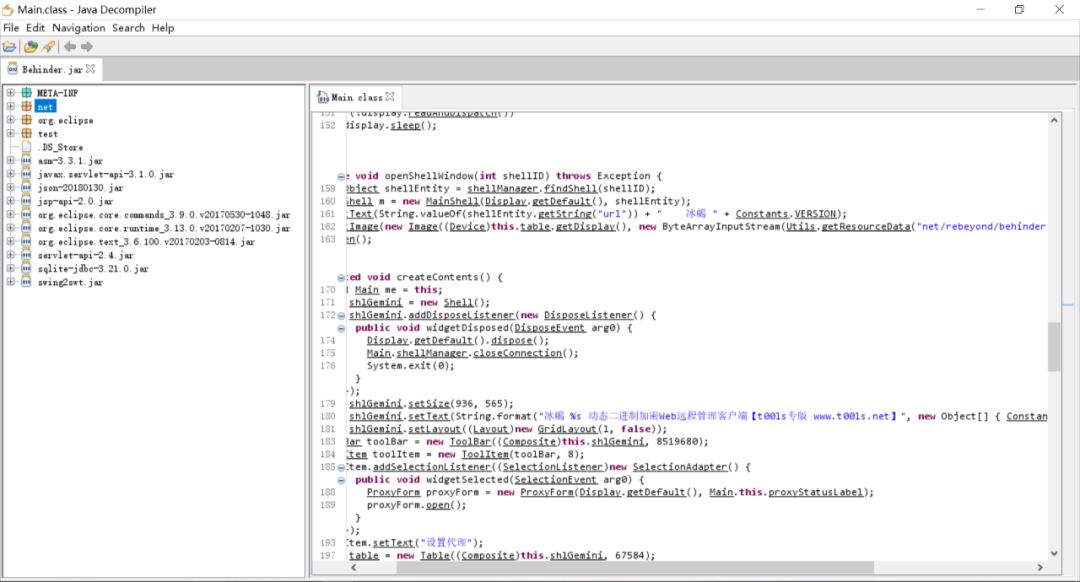 Main.class - Java Decompiler
File Edit Navigation Search Help
Behinder.jar
META-INF
net
org.eclipse
test
.DS_Store
asm-3.3.1.jar
javax.servlet-api-3.1.0.jar
json-20180130.jar
jsp-api-2.0.jar
org.eclipse.core.commands_3.9.0.v20170530-1048.jar
org.eclipse.core.runtime_3.13.0.v20170207-1030.jar
org.eclipse.text_3.6.100.v20170203-0814.jar
servlet-api-2.4.jar
sqlite-jdbc-3.21.0.jar
swing2swt.jar
Main.class
151 (!display.readAndDispatch())
152 display.sleep();
e void openShellWindow(int shellID) throws Exception {
159 Object shellEntity = shellManager.findShell(shellID);
160 Shell m = new MainShell(Display.getDefault(), shellEntity);
161 tText(String.valueOf(shellEntity.getString("url")) + "    冰蝎 " + Constants.VERSION);
162 tImage(new Image((Device)this.table.getDisplay(), new ByteArrayInputStream(Utils.getResourceData("net/rebeyond/behinder
163 en();
ted void createContents() {
170 l Main me = this;
171 shlGemini = new Shell();
172 shlGemini.addDisposeListener(new DisposeListener() {
public void widgetDisposed(DisposeEvent arg0) {
174 Display.getDefault().dispose();
175 Main.shellManager.closeConnection();
176 System.exit(0);
}
);
179 shlGemini.setSize(936, 565);
180 shlGemini.setText(String.format("冰蝎 %s 动态二进制加密Web远程管理客户端【t00ls专版 www.t00ls.net】", new Object[] { Constan
181 shlGemini.setLayout((Layout)new GridLayout(1, false));
183 Bar toolBar = new ToolBar((Composite)this.shlGemini, 8519680);
184 Item toolItem = new ToolItem(toolBar, 8);
185 Item.addSelectionListener((SelectionListener)new SelectionAdapter() {
public void widgetSelected(SelectionEvent arg0) {
188 ProxyForm proxyForm = new ProxyForm(Display.getDefault(), Main.this.proxyStatusLabel);
189 proxyForm.open();
}
);
193 Item.setText("设置代理");
197 table = new Table((Composite)this.shlGemini, 67584);